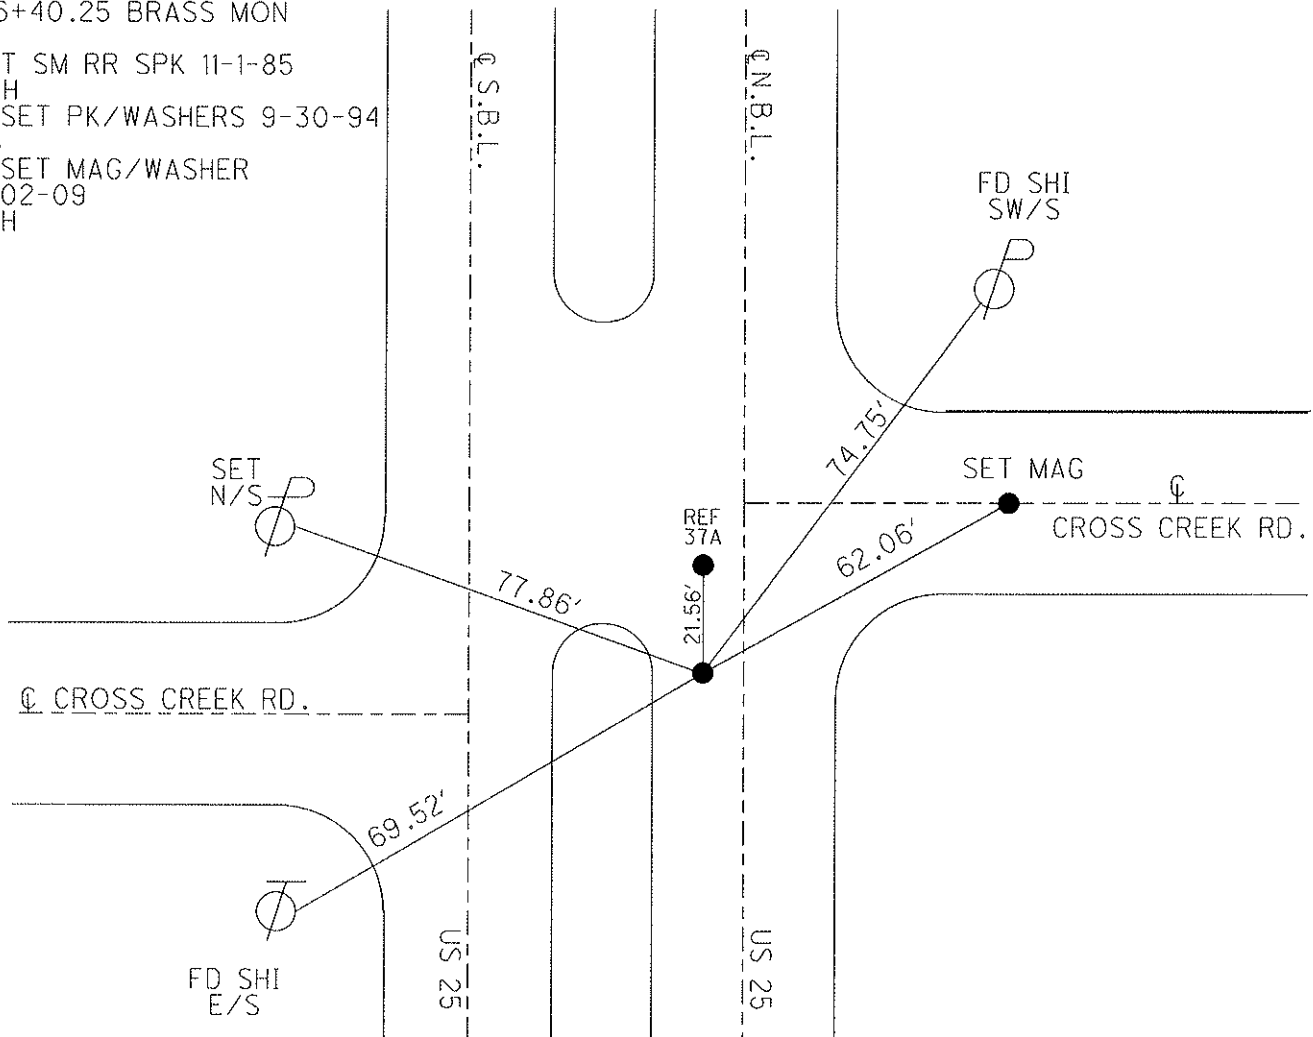 6+40.25 BRASS MON
T SM RR SPK 11-1-85
H
SET PK/WASHERS 9-30-94
SET MAG/WASHER
02-09
H
℄ S.B.L.
℄ N.B.L.
FD SHI
SW/S
SET
N/S
74.75'
SET MAG
℄
CROSS CREEK RD.
REF
37A
62.06'
77.86'
21.56'
℄ CROSS CREEK RD.
69.52'
FD SHI
E/S
US 25
US 25